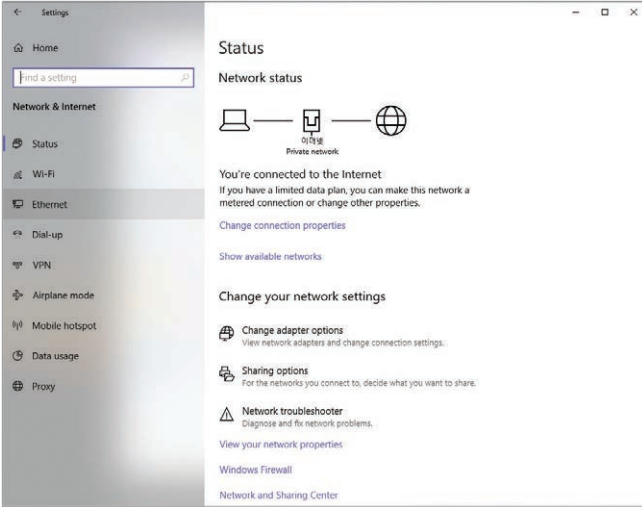 Settings
Home
Find a setting
Network & Internet
Status
Wi-Fi
Ethernet
Dial-up
VPN
Airplane mode
Mobile hotspot
Data usage
Proxy
Status
Network status
이더넷
Private network
You're connected to the Internet
If you have a limited data plan, you can make this network a
metered connection or change other properties.
Change connection properties
Show available networks
Change your network settings
Change adapter options
View network adapters and change connection settings.
Sharing options
For the networks you connect to, decide what you want to share.
Network troubleshooter
Diagnose and fix network problems.
View your network properties
Windows Firewall
Network and Sharing Center